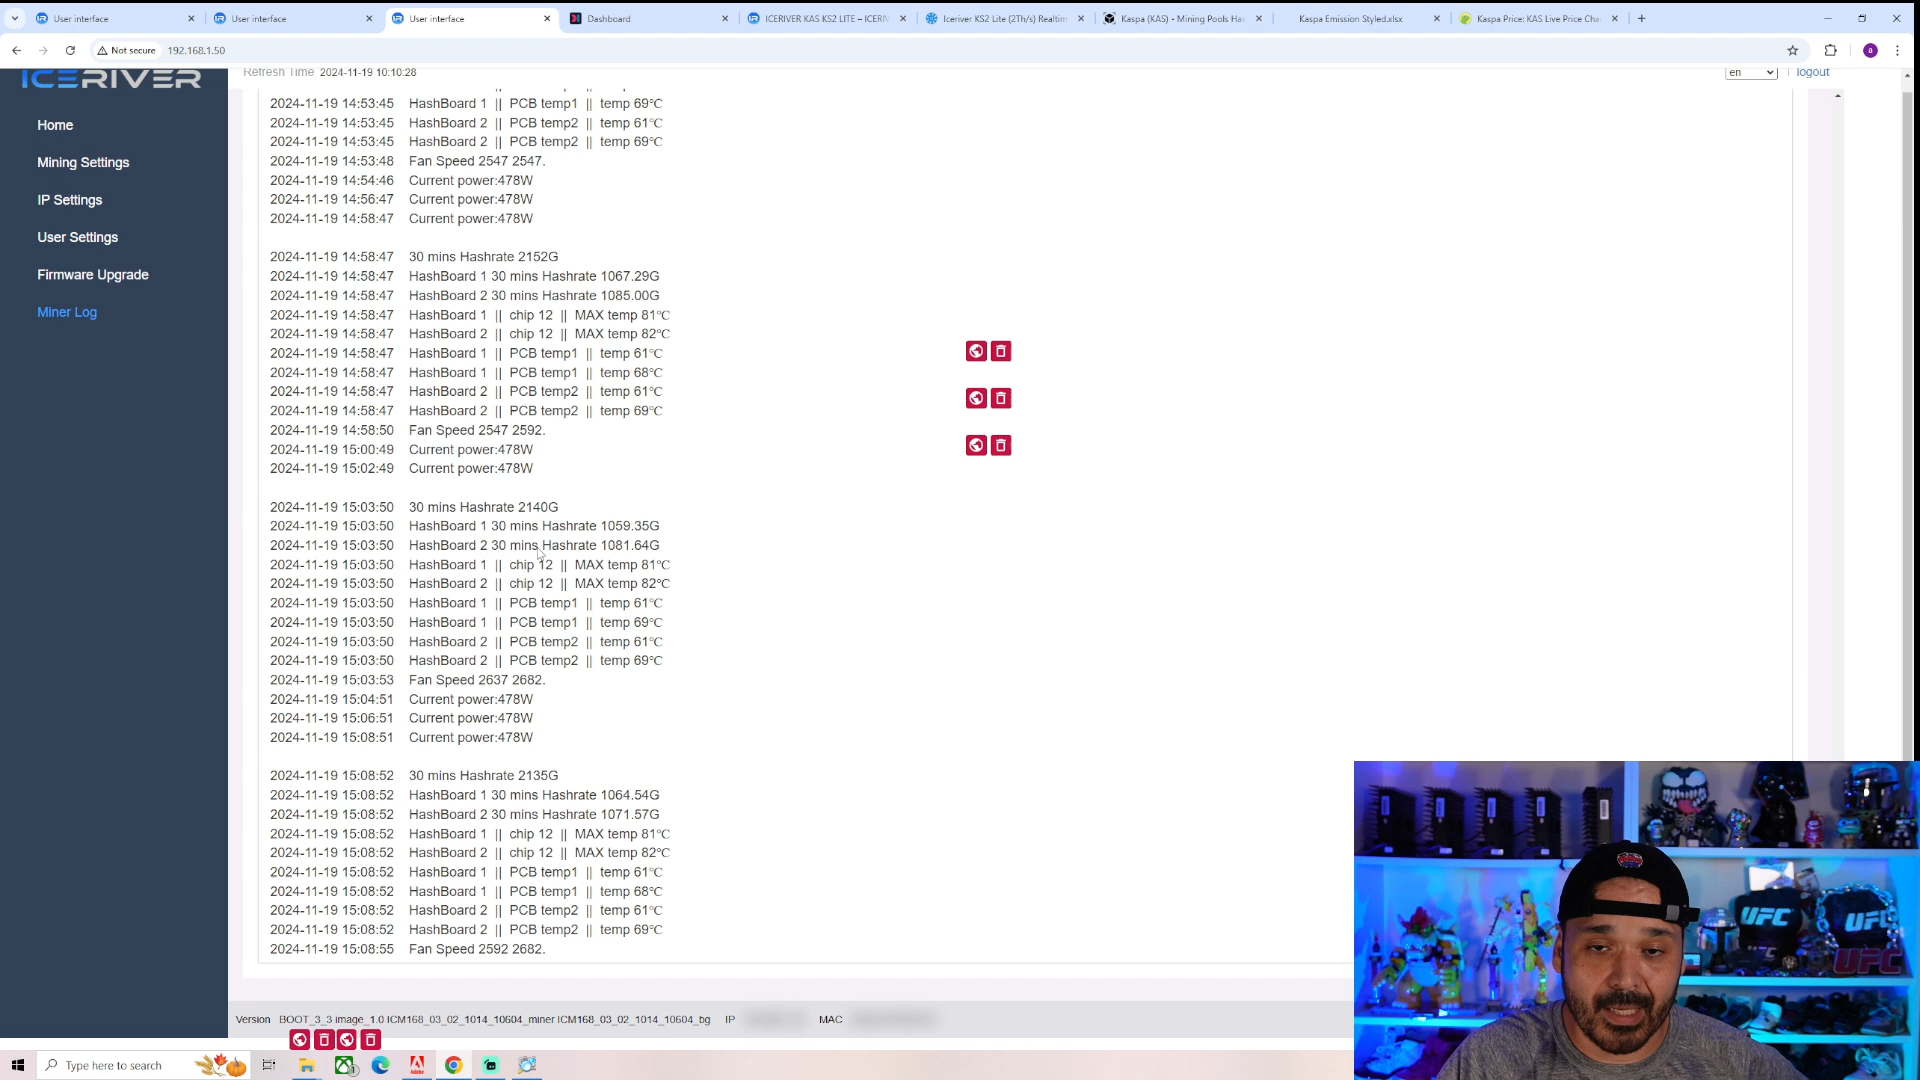 User interface
User interface
User interface
Dashboard
ICERIVER KAS KS2 LITE – ICERIV
Iceriver KS2 Lite (2Th/s) Realtim
Kaspa (KAS) - Mining Pools Has
Kaspa Emission Styled.xlsx
Kaspa Price: KAS Live Price Cha
Not secure
192.168.1.50
a
ICERIVER
Refresh Time 2024-11-19 10:10:28
en
logout
Home
Mining Settings
IP Settings
User Settings
Firmware Upgrade
Miner Log
2024-11-19 14:53:45 HashBoard 1 || PCB temp1 || temp 69℃
2024-11-19 14:53:45 HashBoard 2 || PCB temp2 || temp 61℃
2024-11-19 14:53:45 HashBoard 2 || PCB temp2 || temp 69℃
2024-11-19 14:53:48 Fan Speed 2547 2547.
2024-11-19 14:54:46 Current power:478W
2024-11-19 14:56:47 Current power:478W
2024-11-19 14:58:47 Current power:478W
2024-11-19 14:58:47 30 mins Hashrate 2152G
2024-11-19 14:58:47 HashBoard 1 30 mins Hashrate 1067.29G
2024-11-19 14:58:47 HashBoard 2 30 mins Hashrate 1085.00G
2024-11-19 14:58:47 HashBoard 1 || chip 12 || MAX temp 81℃
2024-11-19 14:58:47 HashBoard 2 || chip 12 || MAX temp 82℃
2024-11-19 14:58:47 HashBoard 1 || PCB temp1 || temp 61℃
2024-11-19 14:58:47 HashBoard 1 || PCB temp1 || temp 68℃
2024-11-19 14:58:47 HashBoard 2 || PCB temp2 || temp 61℃
2024-11-19 14:58:47 HashBoard 2 || PCB temp2 || temp 69℃
2024-11-19 14:58:50 Fan Speed 2547 2592.
2024-11-19 15:00:49 Current power:478W
2024-11-19 15:02:49 Current power:478W
2024-11-19 15:03:50 30 mins Hashrate 2140G
2024-11-19 15:03:50 HashBoard 1 30 mins Hashrate 1059.35G
2024-11-19 15:03:50 HashBoard 2 30 mins Hashrate 1081.64G
2024-11-19 15:03:50 HashBoard 1 || chip 12 || MAX temp 81℃
2024-11-19 15:03:50 HashBoard 2 || chip 12 || MAX temp 82℃
2024-11-19 15:03:50 HashBoard 1 || PCB temp1 || temp 61℃
2024-11-19 15:03:50 HashBoard 1 || PCB temp1 || temp 69℃
2024-11-19 15:03:50 HashBoard 2 || PCB temp2 || temp 61℃
2024-11-19 15:03:50 HashBoard 2 || PCB temp2 || temp 69℃
2024-11-19 15:03:53 Fan Speed 2637 2682.
2024-11-19 15:04:51 Current power:478W
2024-11-19 15:06:51 Current power:478W
2024-11-19 15:08:51 Current power:478W
2024-11-19 15:08:52 30 mins Hashrate 2135G
2024-11-19 15:08:52 HashBoard 1 30 mins Hashrate 1064.54G
2024-11-19 15:08:52 HashBoard 2 30 mins Hashrate 1071.57G
2024-11-19 15:08:52 HashBoard 1 || chip 12 || MAX temp 81℃
2024-11-19 15:08:52 HashBoard 2 || chip 12 || MAX temp 82℃
2024-11-19 15:08:52 HashBoard 1 || PCB temp1 || temp 61℃
2024-11-19 15:08:52 HashBoard 1 || PCB temp1 || temp 68℃
2024-11-19 15:08:52 HashBoard 2 || PCB temp2 || temp 61℃
2024-11-19 15:08:52 HashBoard 2 || PCB temp2 || temp 69℃
2024-11-19 15:08:55 Fan Speed 2592 2682.
Version BOOT_3_3 image_1.0 ICM168_03_02_1014_10604_miner ICM168_03_02_1014_10604_bg IP MAC
Type here to search
Adobe
UFC
UFC
UFC